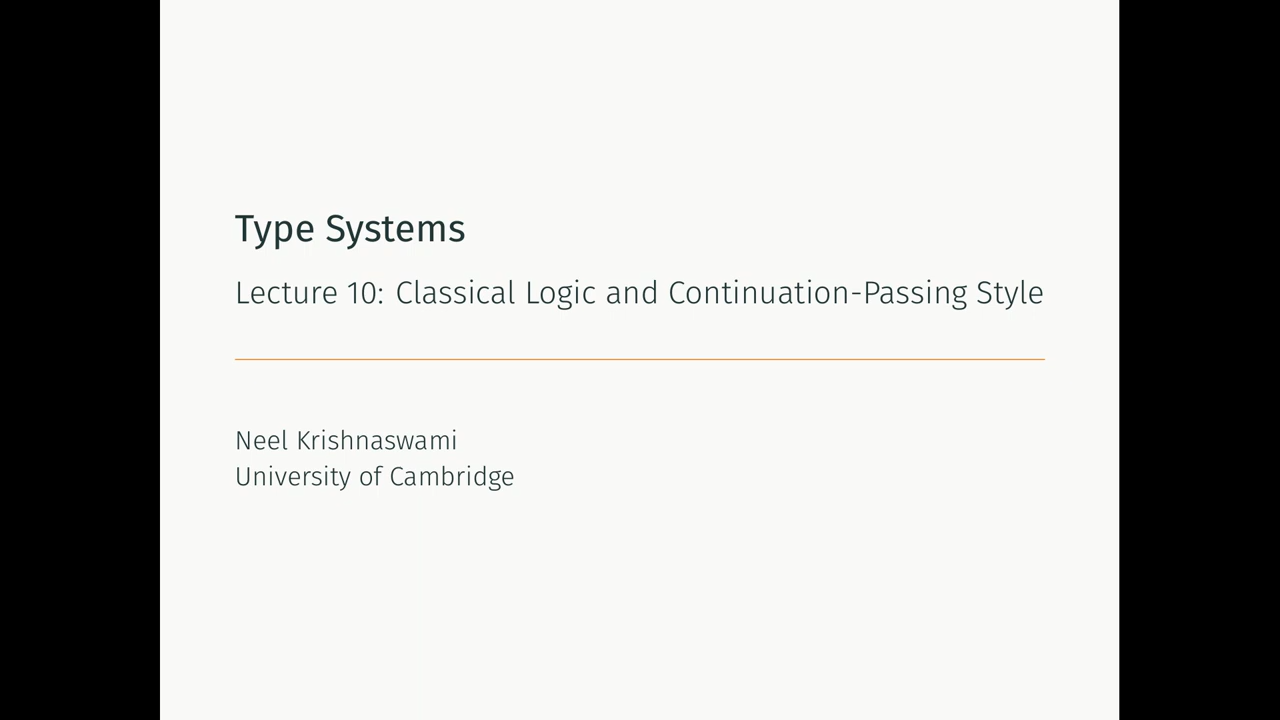 Type Systems
Lecture 10: Classical Logic and Continuation-Passing Style
Neel Krishnaswami
University of Cambridge